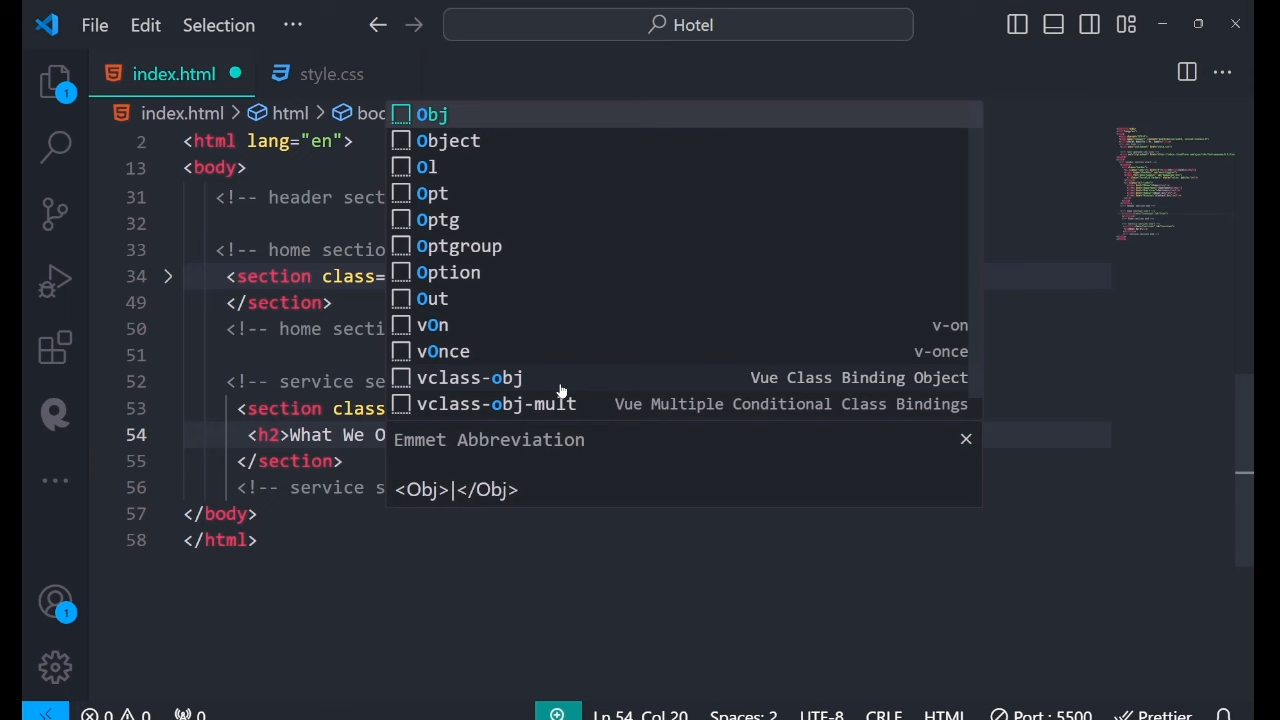 File Edit Selection ··· Hotel
index.html style.css
index.html > html > boc
2 <html lang="en">
13 <body>
31 <!-- header sect
32
33 <!-- home sectio
34 <section class=
49 </section>
50 <!-- home secti
51
52 <!-- service se
53 <section class
54 <h2>What We O
55 </section>
56 <!-- service s
57 </body>
58 </html>
Obj
Object
Ol
Opt
Optg
Optgroup
Option
Out
vOn v-on
vOnce v-once
vclass-obj Vue Class Binding Object
vclass-obj-mult Vue Multiple Conditional Class Bindings
Emmet Abbreviation
<Obj>|</Obj>
1
1
0 0 0 Ln 54, Col 20 Spaces: 2 UTF-8 CRLF HTML Port : 5500 Prettier